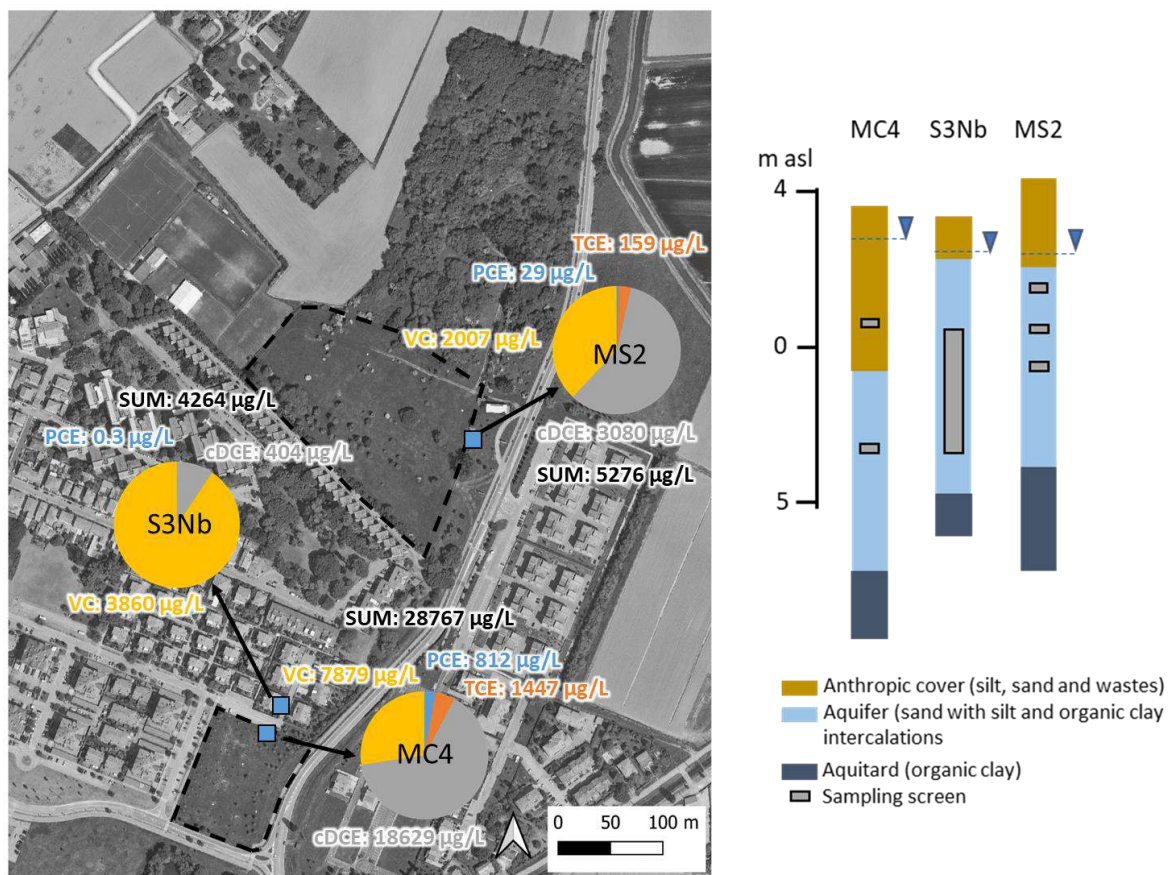 TCE: 159 µg/L
PCE: 29 µg/L
VC: 2007 µg/L
MS2
cDCE: 3080 µg/L
SUM: 5276 µg/L
SUM: 4264 µg/L
PCE: 0.3 µg/L
cDCE: 404 µg/L
S3Nb
VC: 3860 µg/L
SUM: 28767 µg/L
PCE: 812 µg/L
VC: 7879 µg/L
TCE: 1447 µg/L
MC4
cDCE: 18629 µg/L
0 50 100 m
MC4 S3Nb MS2
m asl
4
0
5
Anthropic cover (silt, sand and wastes)
Aquifer (sand with silt and organic clay
intercalations
Aquitard (organic clay)
Sampling screen